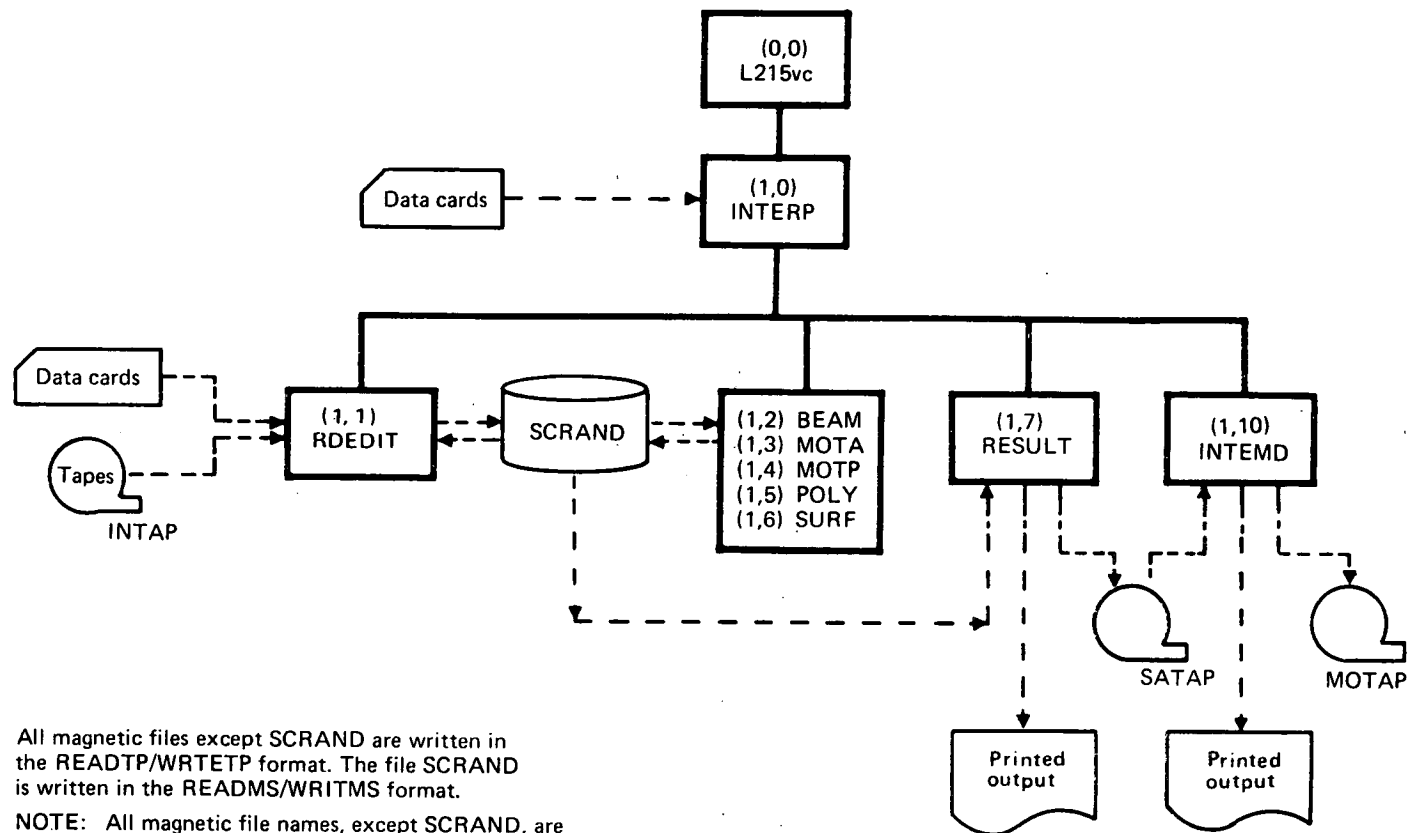 (0,0)
L215vc
(1,0)
INTERP
Data cards
Data cards
Tapes
INTAP
(1,1)
RDEDIT
SCRAND
(1,2) BEAM
(1,3) MOTA
(1,4) MOTP
(1,5) POLY
(1,6) SURF
(1,7)
RESULT
(1,10)
INTEMD
SATAP
MOTAP
Printed
output
Printed
output
All magnetic files except SCRAND are written in
the READTP/WRTETP format. The file SCRAND
is written in the READMS/WRITMS format.
NOTE: All magnetic file names, except SCRAND, are